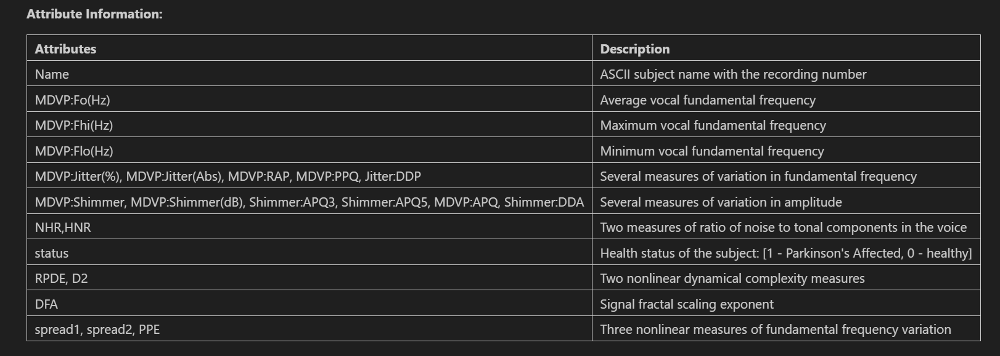 Attribute Information:
Attributes Description
Name ASCII subject name with the recording number
MDVP:Fo(Hz) Average vocal fundamental frequency
MDVP:Fhi(Hz) Maximum vocal fundamental frequency
MDVP:Flo(Hz) Minimum vocal fundamental frequency
MDVP:Jitter(%), MDVP:Jitter(Abs), MDVP:RAP, MDVP:PPQ, Jitter:DDP Several measures of variation in fundamental frequency
MDVP:Shimmer, MDVP:Shimmer(dB), Shimmer:APQ3, Shimmer:APQ5, MDVP:APQ, Shimmer:DDA Several measures of variation in amplitude
NHR,HNR Two measures of ratio of noise to tonal components in the voice
status Health status of the subject: [1 - Parkinson's Affected, 0 - healthy]
RPDE, D2 Two nonlinear dynamical complexity measures
DFA Signal fractal scaling exponent
spread1, spread2, PPE Three nonlinear measures of fundamental frequency variation